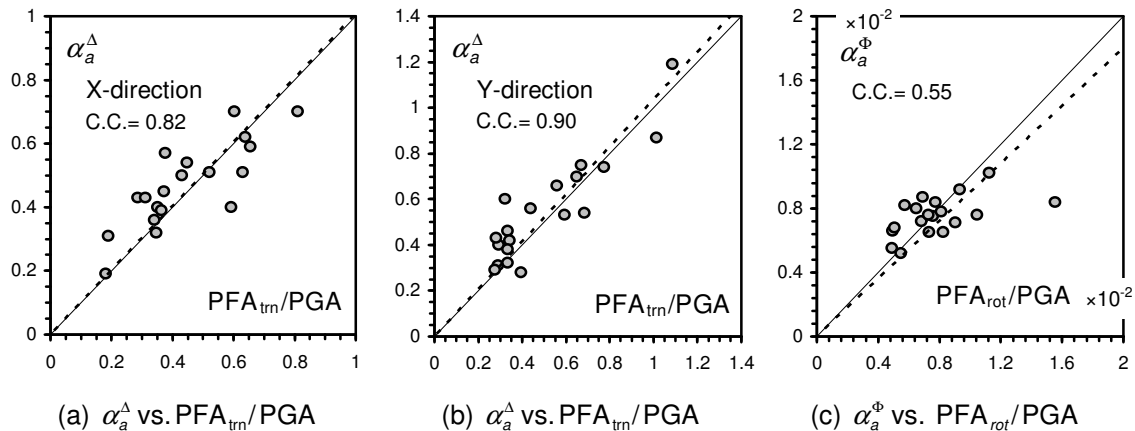 1
0.8
0.6
0.4
0.2
0
α_a^Δ
X-direction
C.C.= 0.82
PFA_trn/PGA
0 0.2 0.4 0.6 0.8 1
(a) α_a^Δ vs. PFA_trn/PGA
1.4
1.2
1.0
0.8
0.6
0.4
0.2
0.0
α_a^Δ
Y-direction
C.C.= 0.90
PFA_trn/PGA
0 0.2 0.4 0.6 0.8 1 1.2 1.4
(b) α_a^Δ vs. PFA_trn/PGA
2
1.6
1.2
0.8
0.4
0
×10^-2
α_a^Φ
C.C. = 0.55
PFA_rot/PGA ×10^-2
0 0.4 0.8 1.2 1.6 2
(c) α_a^Φ vs. PFA_rot/PGA